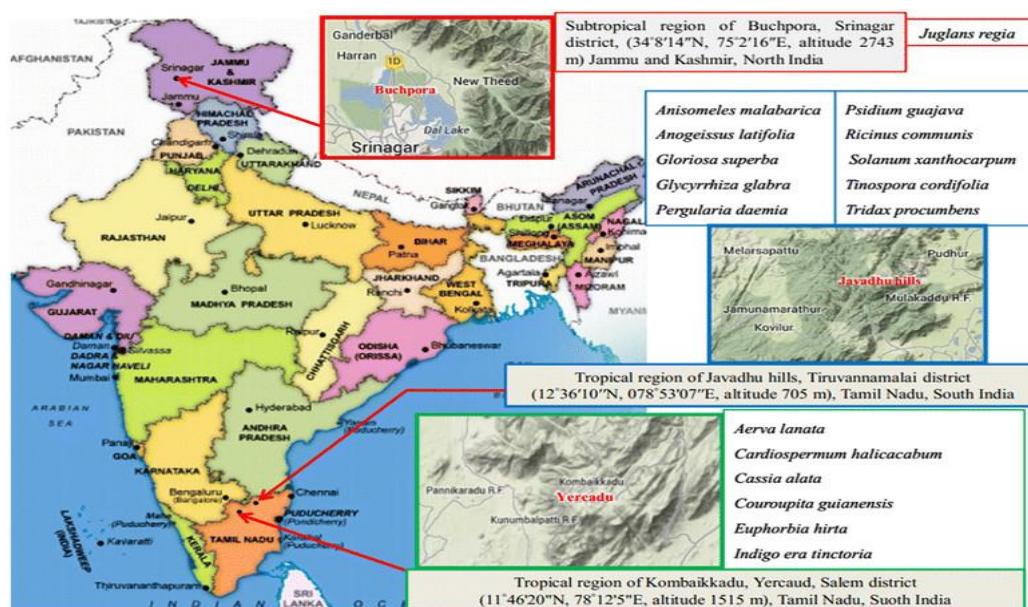 Subtropical region of Buchpora, Srinagar
district, (34°8'14"N, 75°2'16"E, altitude 2743
m) Jammu and Kashmir, North India
Juglans regia
Ganderbal
Harran
1D
New Theed
Buchpora
Dal Lake
Srinagar
Anisomeles malabarica
Anogeissus latifolia
Gloriosa superba
Glycyrrhiza glabra
Pergularia daemia
Psidium guajava
Ricinus communis
Solanum xanthocarpum
Tinospora cordifolia
Tridax procumbens
Melarsapattu
Pudhur
Javadhu hills
Mulakaddu R.F.
Jamunamarathur
Kovilur
Tropical region of Javadhu hills, Tiruvannamalai district
(12°36'10"N, 078°53'07"E, altitude 705 m), Tamil Nadu, South India
Kombaikkadu
Pannikaradu R.F.
Yercadu
Kunumbalpatti R.F.
Aerva lanata
Cardiospermum halicacabum
Cassia alata
Couroupita guianensis
Euphorbia hirta
Indigo era tinctoria
Tropical region of Kombaikkadu, Yercaud, Salem district
(11°46'20"N, 78°12'5"E, altitude 1515 m), Tamil Nadu, South India
AFGHANISTAN
PAKISTAN
Srinagar
JAMMU
&
KASHMIR
Jammu
HIMACHAL
PRADESH
Shimla
Chandigarh
PUNJAB
Dehradun
UTTARAKHAND
HARYANA
DELHI
NEPAL
SIKKIM
Gangtok
BHUTAN
ARUNACHAL
PRADESH
Itanagar
Jaipur
RAJASTHAN
UTTAR PRADESH
Lucknow
BIHAR
Patna
Dispur
ASOM
(ASSAM)
Shillong
MEGHALAYA
Kohima
Imphal
MANIPUR
BANGLADESH
Agartala
TRIPURA
Aizawl
MIZORAM
Gandhinagar
GUJARAT
Bhopal
MADHYA PRADESH
JHARKHAND
Ranchi
WEST
BENGAL
Kolkata
Raipur
CHHATTISGARH
ODISHA
(ORISSA)
Bhubaneswar
DAMAN & DIU
Daman
Silvassa
DADRA &
NAGAR HAVELI
Mumbai
MAHARASHTRA
ARABIAN
SEA
Hyderabad
ANDHRA
PRADESH
Yanam
(Puducherry)
Panaji
GOA
KARNATAKA
Bengaluru
(Bangalore)
Chennai
PUDUCHERRY
(Pondicherry)
Mahe
(Puducherry)
Karaikal
(Puducherry)
TAMIL NADU
KERALA
LAKSHADWEEP
(INDIA)
Kavaratti
Thiruvananthapuram
SRI
LANKA
INDIAN